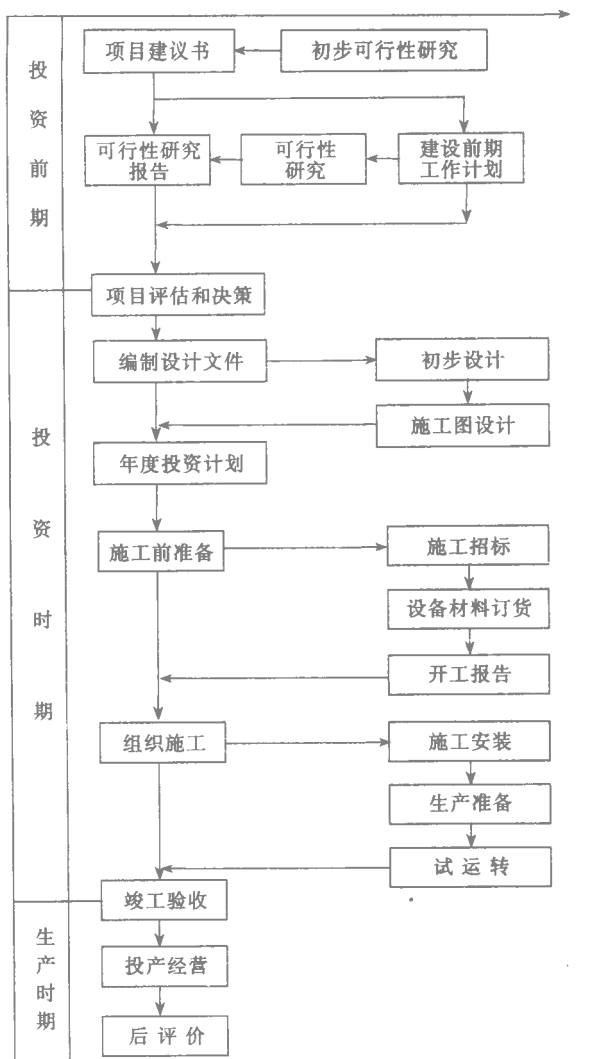 投资前期
项目建议书
初步可行性研究
可行性研究
报告
可行性
研究
建设前期
工作计划
项目评估和决策
投资时期
编制设计文件
初步设计
施工图设计
年度投资计划
施工前准备
施工招标
设备材料订货
开工报告
组织施工
施工安装
生产准备
试运转
竣工验收
生产时期
投产经营
后评价